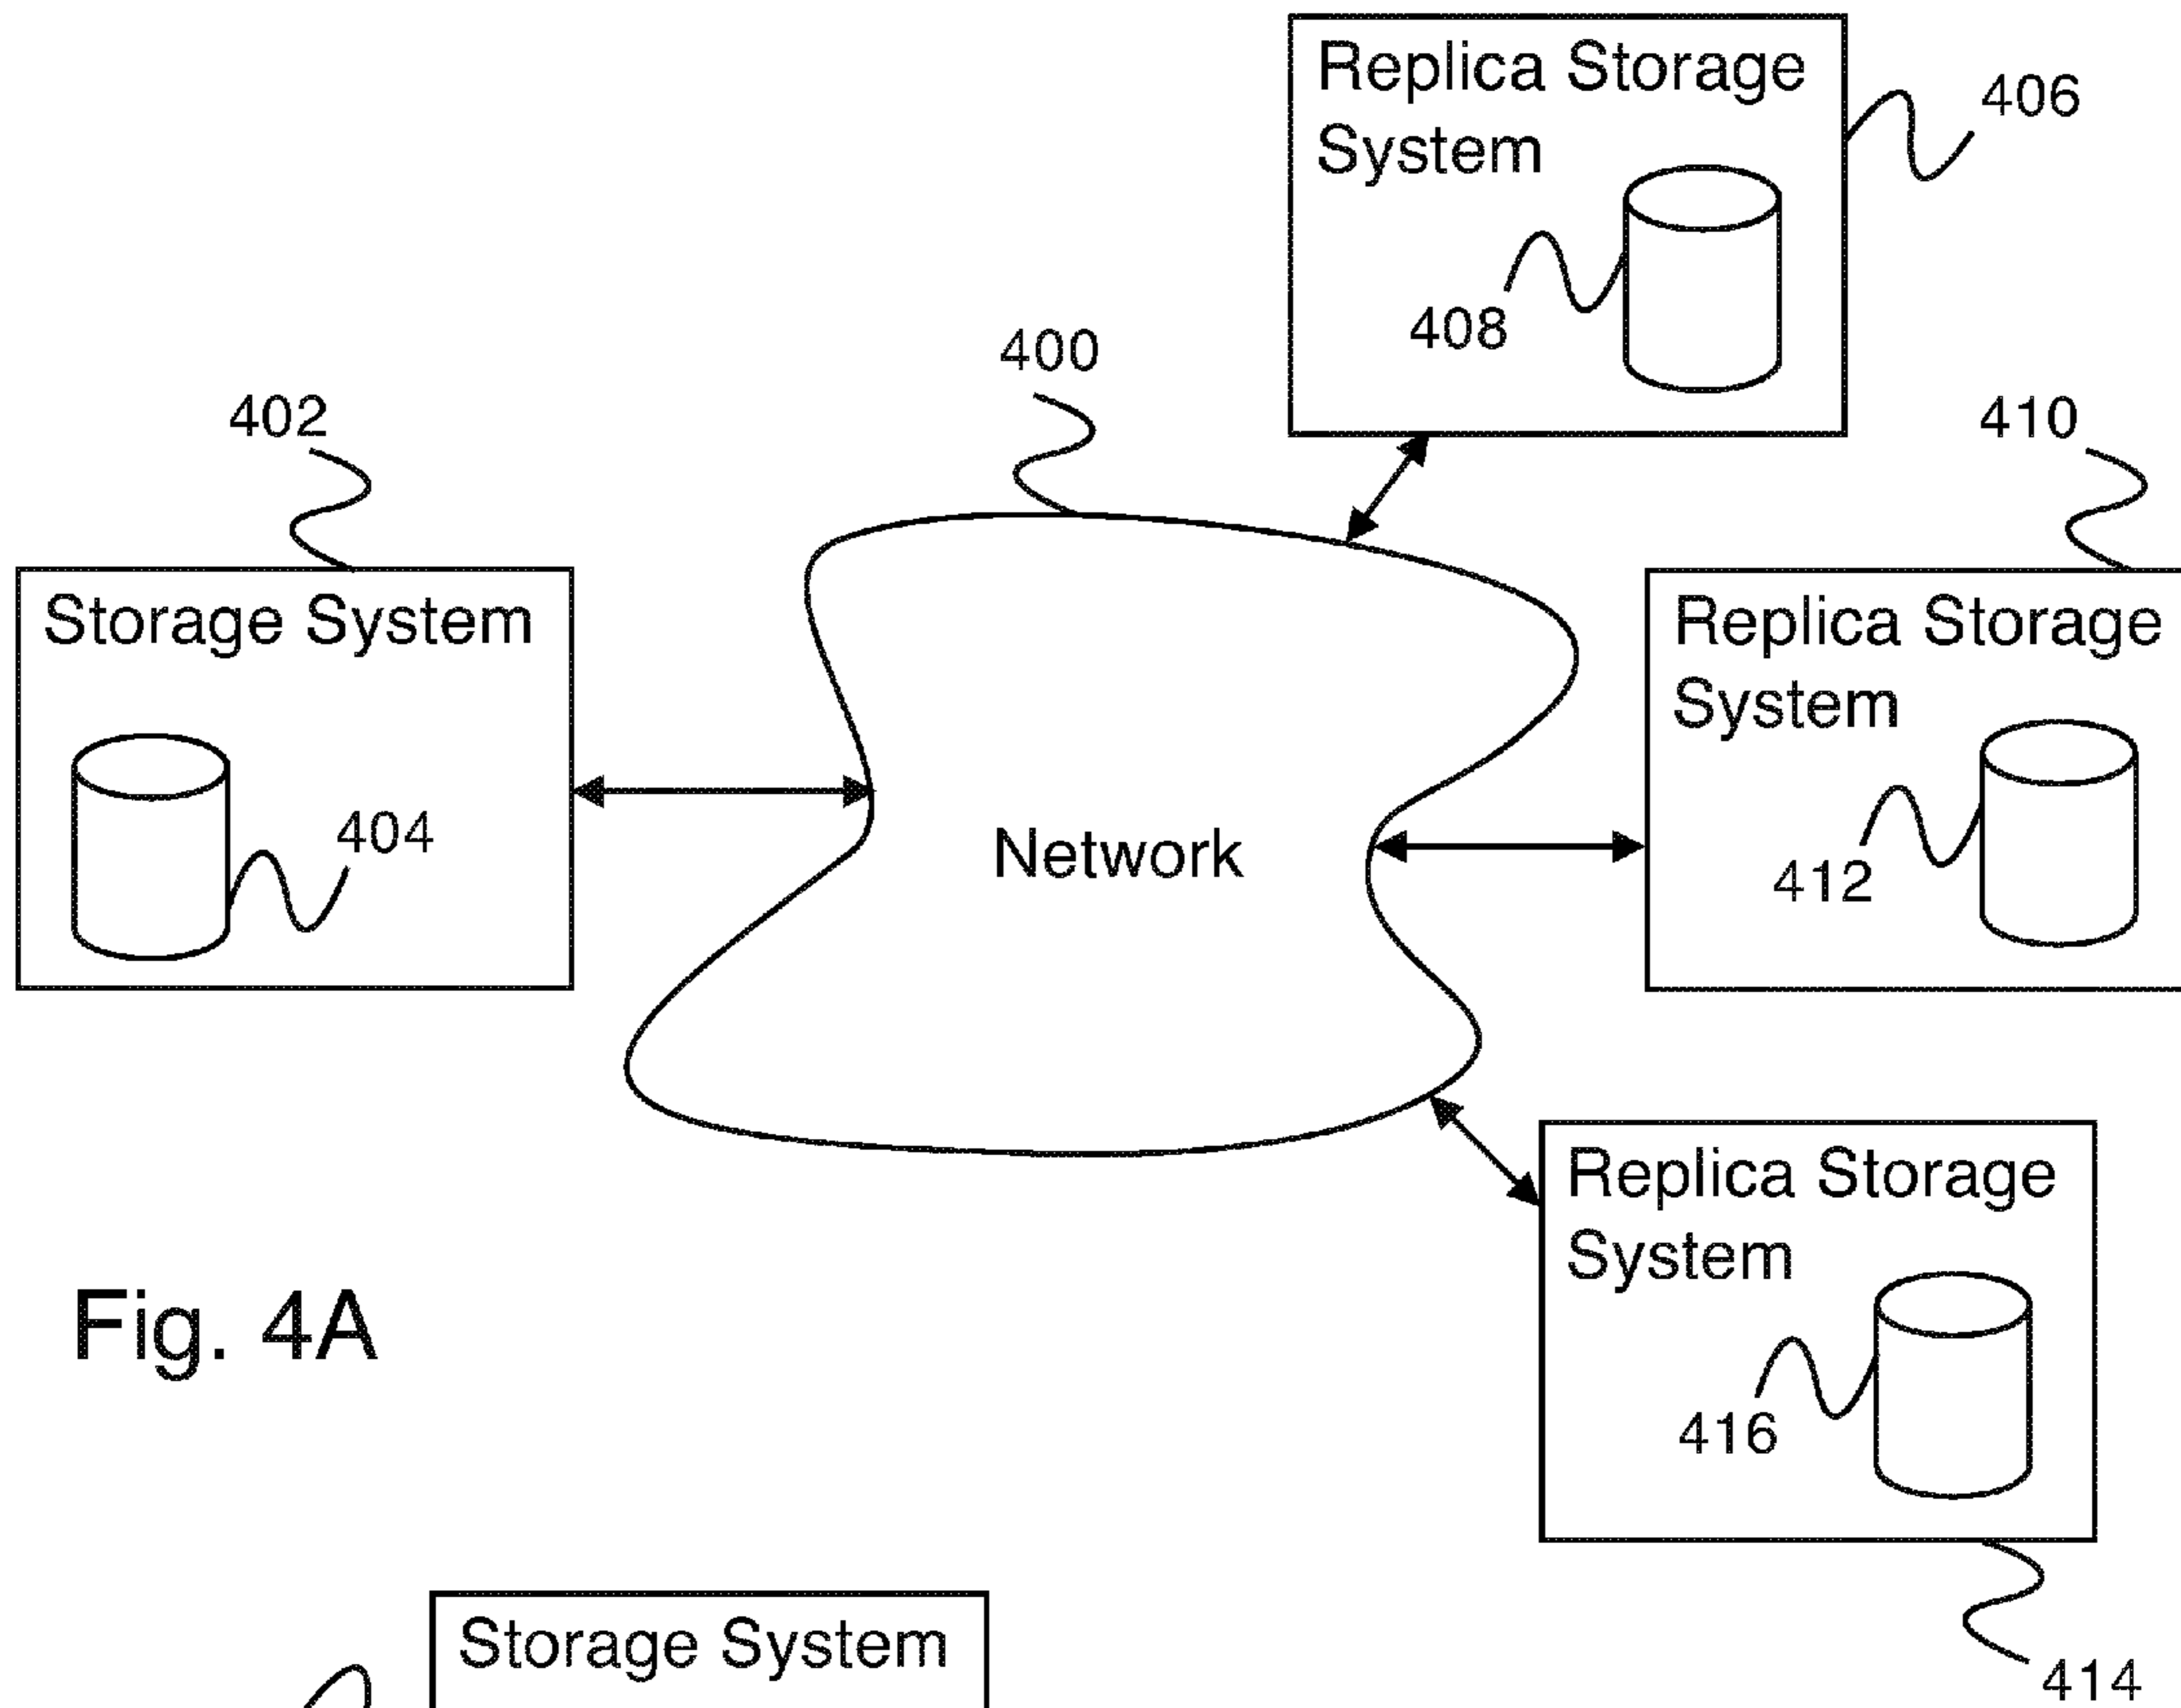 Replica Storage
System
406
408
400
402
410
Storage System
Replica Storage
System
404
Network
412
Replica Storage
System
Fig. 4A
416
Storage System
414